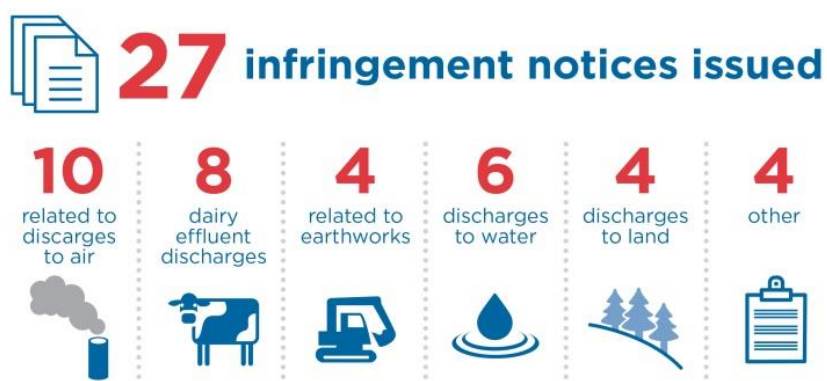 27 infringement notices issued
10
related to
discarges
to air
8
dairy
effluent
discharges
4
related to
earthworks
6
discharges
to water
4
discharges
to land
4
other